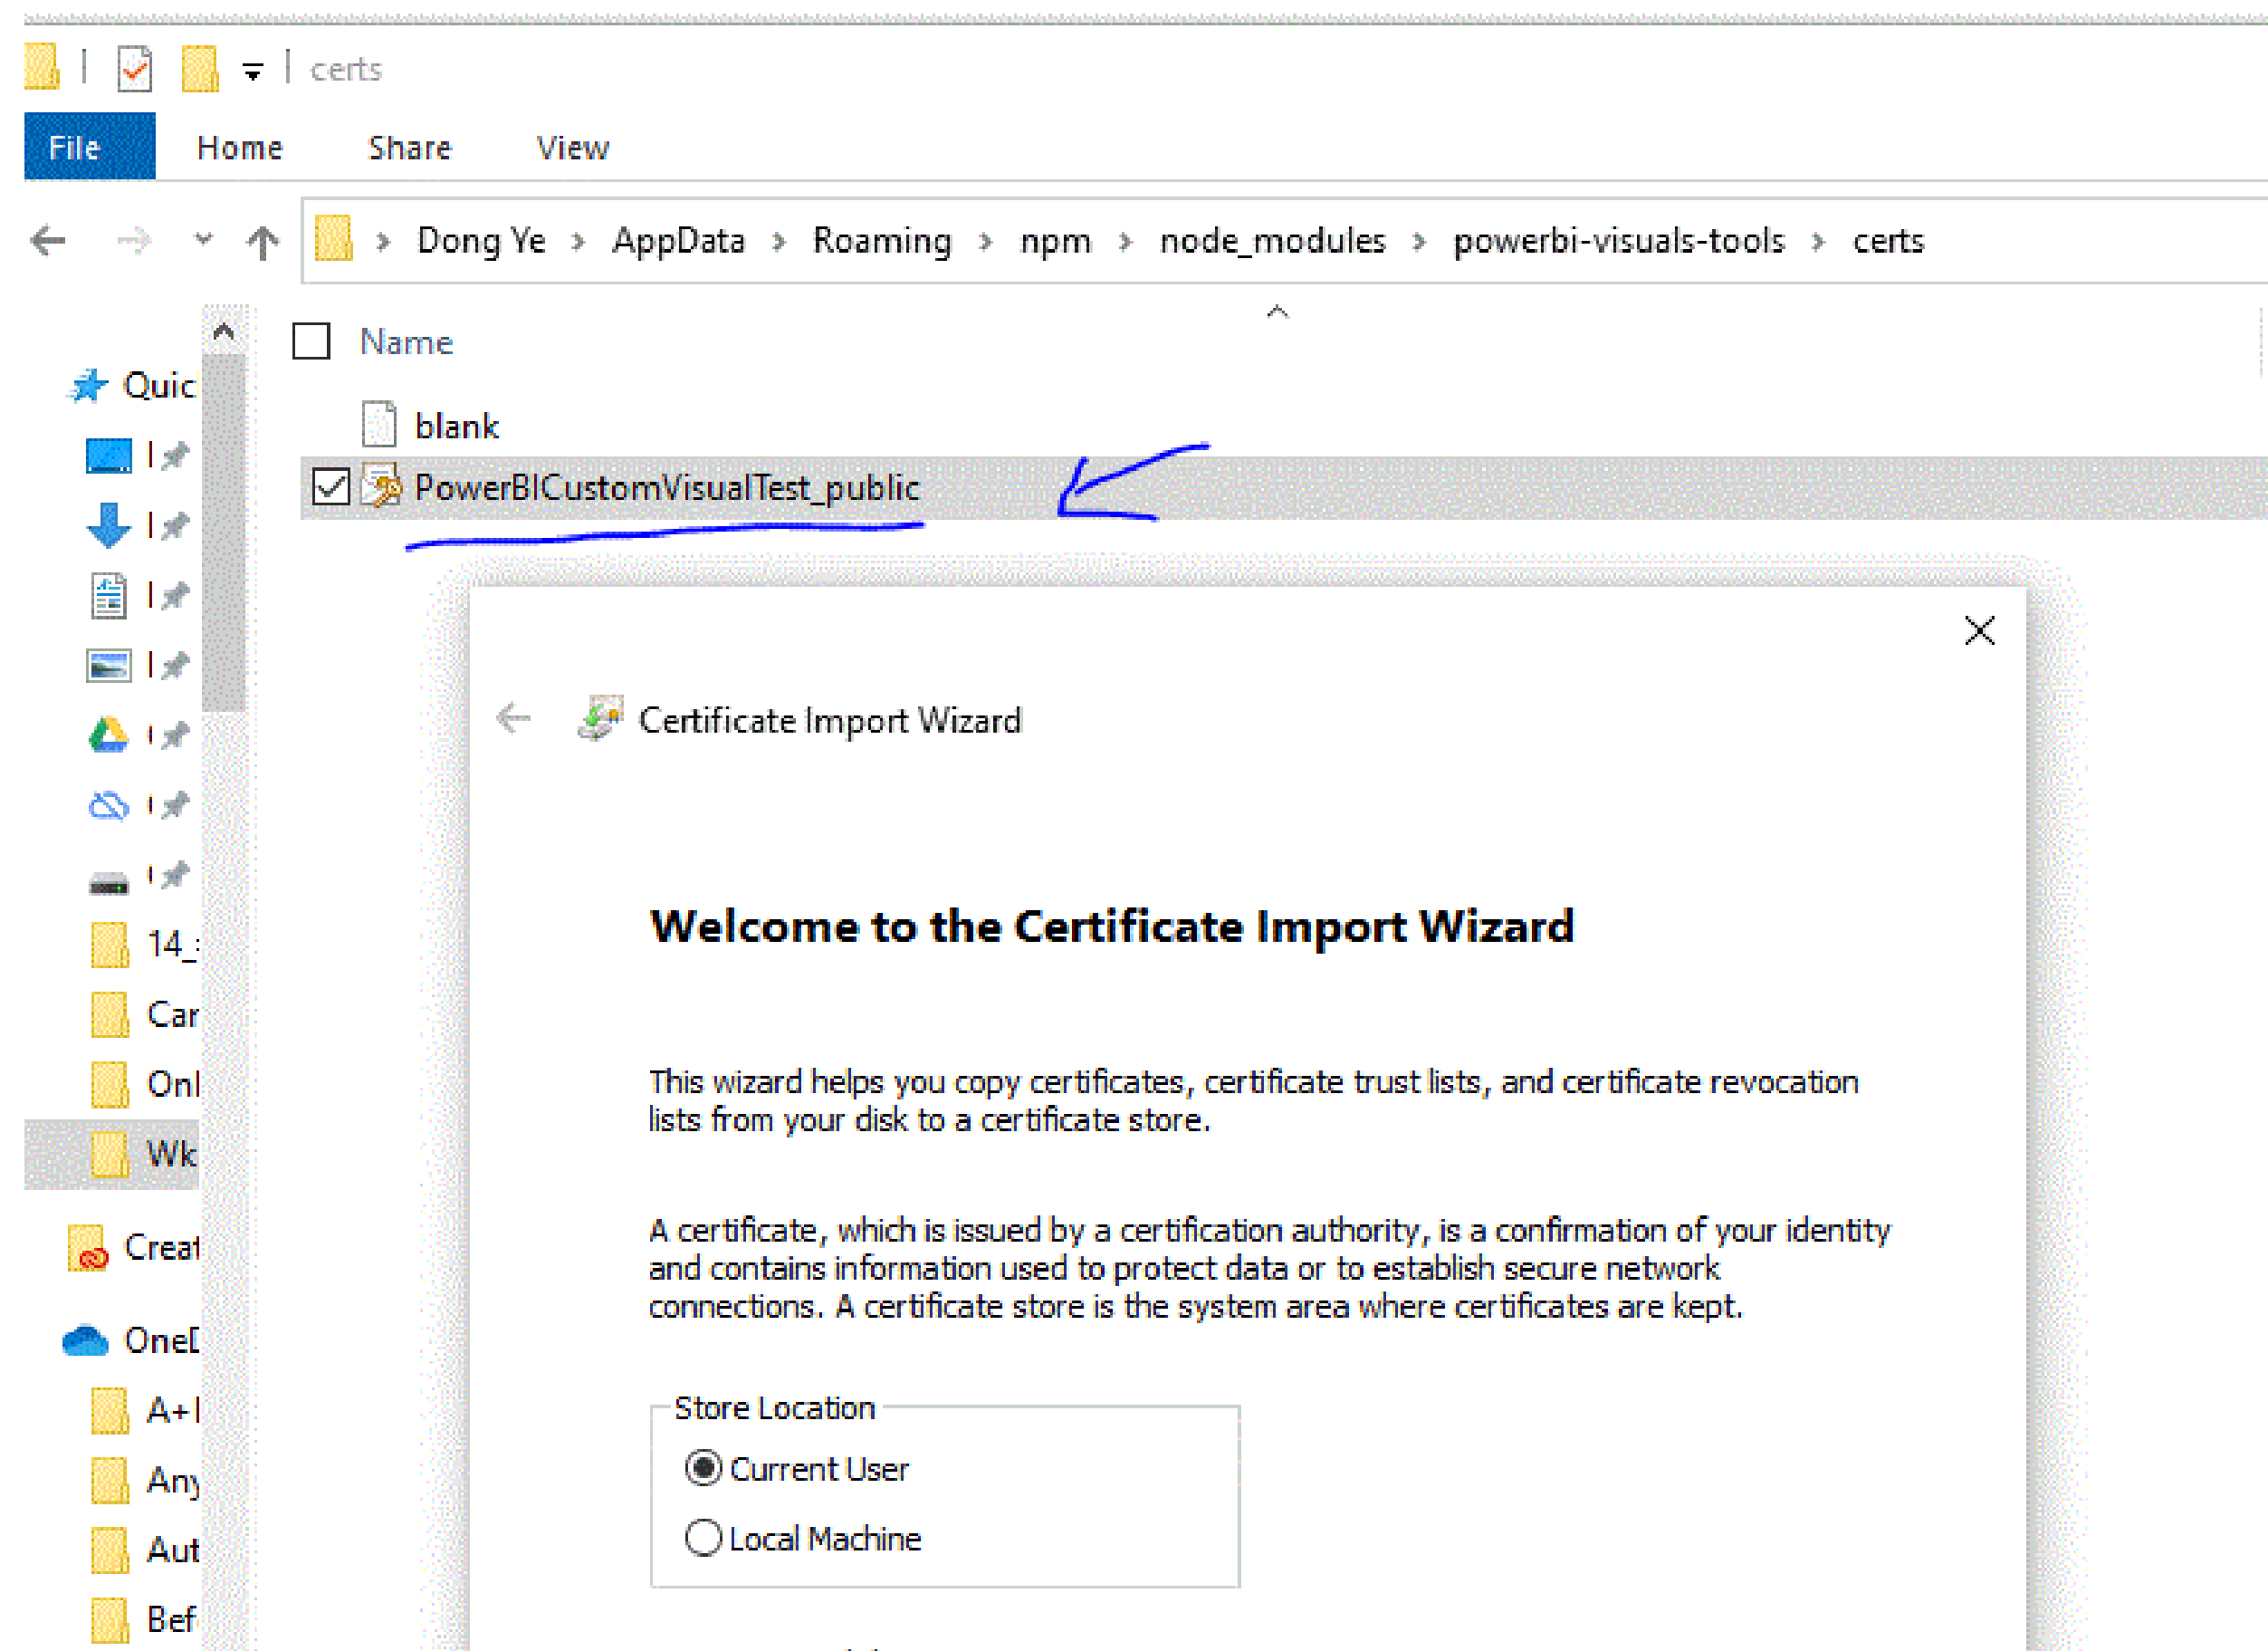 certs
File Home Share View
Dong Ye > AppData > Roaming > npm > node_modules > powerbi-visuals-tools > certs
Name
Quic
blank
PowerBICustomVisualTest_public
Certificate Import Wizard
14_
Welcome to the Certificate Import Wizard
Car
This wizard helps you copy certificates, certificate trust lists, and certificate revocation
lists from your disk to a certificate store.
Onl
Wk
A certificate, which is issued by a certification authority, is a confirmation of your identity
and contains information used to protect data or to establish secure network
connections. A certificate store is the system area where certificates are kept.
Creat
OneD
Store Location
A+
Current User
Any
Local Machine
Aut
Bef